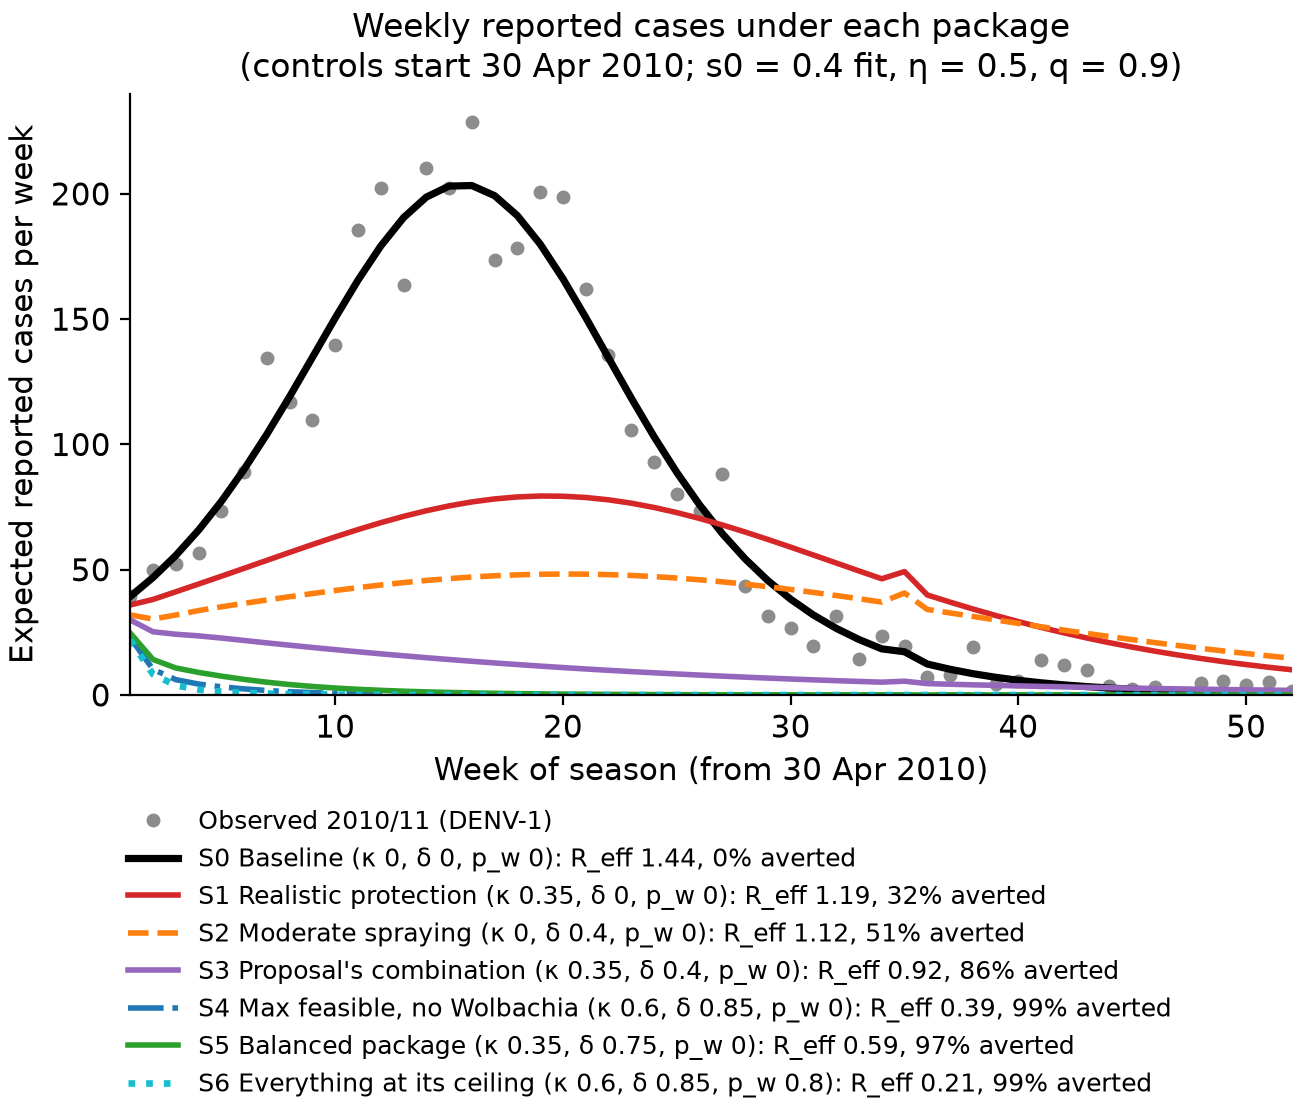 Weekly reported cases under each package
(controls start 30 Apr 2010; s0 = 0.4 fit, η = 0.5, q = 0.9)
Expected reported cases per week
200
150
100
50
0
10
20
30
40
50
Week of season (from 30 Apr 2010)
Observed 2010/11 (DENV-1)
S0 Baseline (κ 0, δ 0, p_w 0): R_eff 1.44, 0% averted
S1 Realistic protection (κ 0.35, δ 0, p_w 0): R_eff 1.19, 32% averted
S2 Moderate spraying (κ 0, δ 0.4, p_w 0): R_eff 1.12, 51% averted
S3 Proposal's combination (κ 0.35, δ 0.4, p_w 0): R_eff 0.92, 86% averted
S4 Max feasible, no Wolbachia (κ 0.6, δ 0.85, p_w 0): R_eff 0.39, 99% averted
S5 Balanced package (κ 0.35, δ 0.75, p_w 0): R_eff 0.59, 97% averted
S6 Everything at its ceiling (κ 0.6, δ 0.85, p_w 0.8): R_eff 0.21, 99% averted